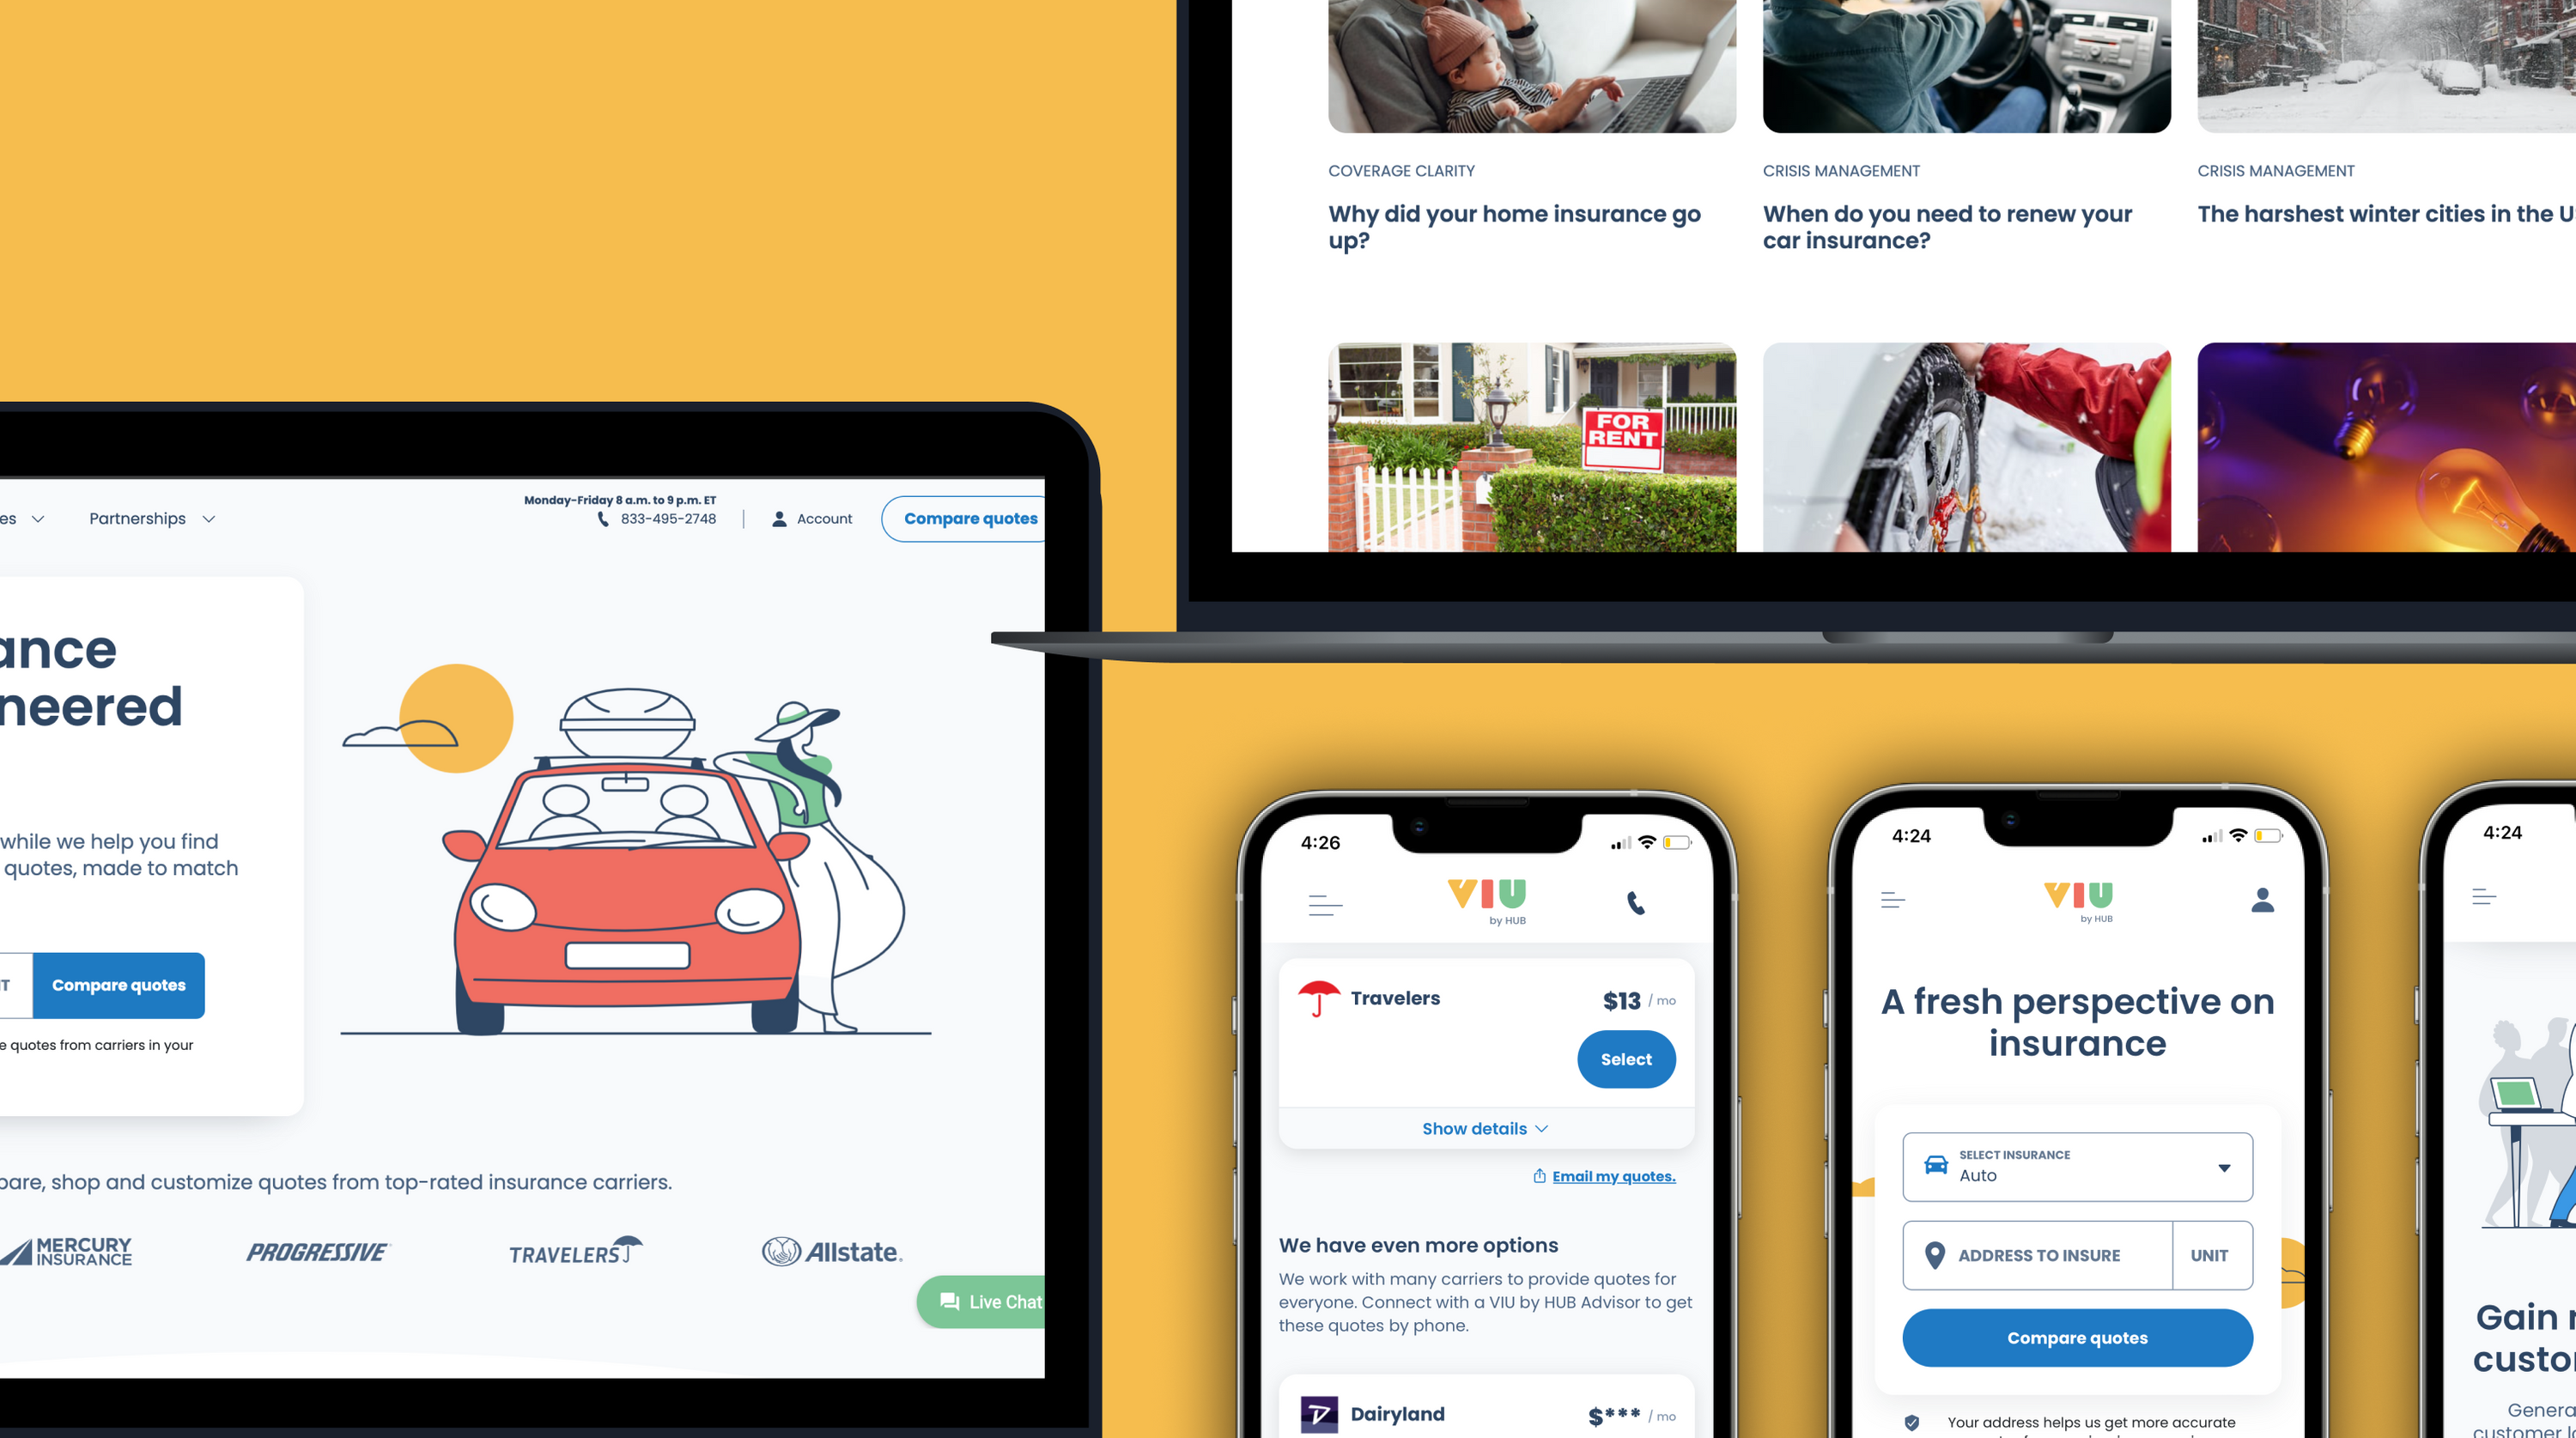 COVERAGE CLARITY
Why did your home insurance go
up?
CRISIS MANAGEMENT
When do you need to renew your
car insurance?
CRISIS MANAGEMENT
The harshest winter cities in the U
FOR
RENT
es
Partnerships
Monday-Friday 8 a.m. to 9 p.m. ET
833-495-2748
Account
Compare quotes
ance
neered
while we help you find
quotes, made to match
IT
Compare quotes
e quotes from carriers in your
pare, shop and customize quotes from top-rated insurance carriers.
MERCURY
INSURANCE
PROGRESSIVE
TRAVELERS
Allstate.
Live Chat
4:26
VIU
by HUB
Travelers
$13 / mo
Select
Show details
Email my quotes.
We have even more options
We work with many carriers to provide quotes for
everyone. Connect with a VIU by HUB Advisor to get
these quotes by phone.
Dairyland
$*** / mo
4:24
VIU
by HUB
A fresh perspective on
insurance
SELECT INSURANCE
Auto
ADDRESS TO INSURE
UNIT
Compare quotes
Your address helps us get more accurate
4:24
Gain
custo
Genera
customer